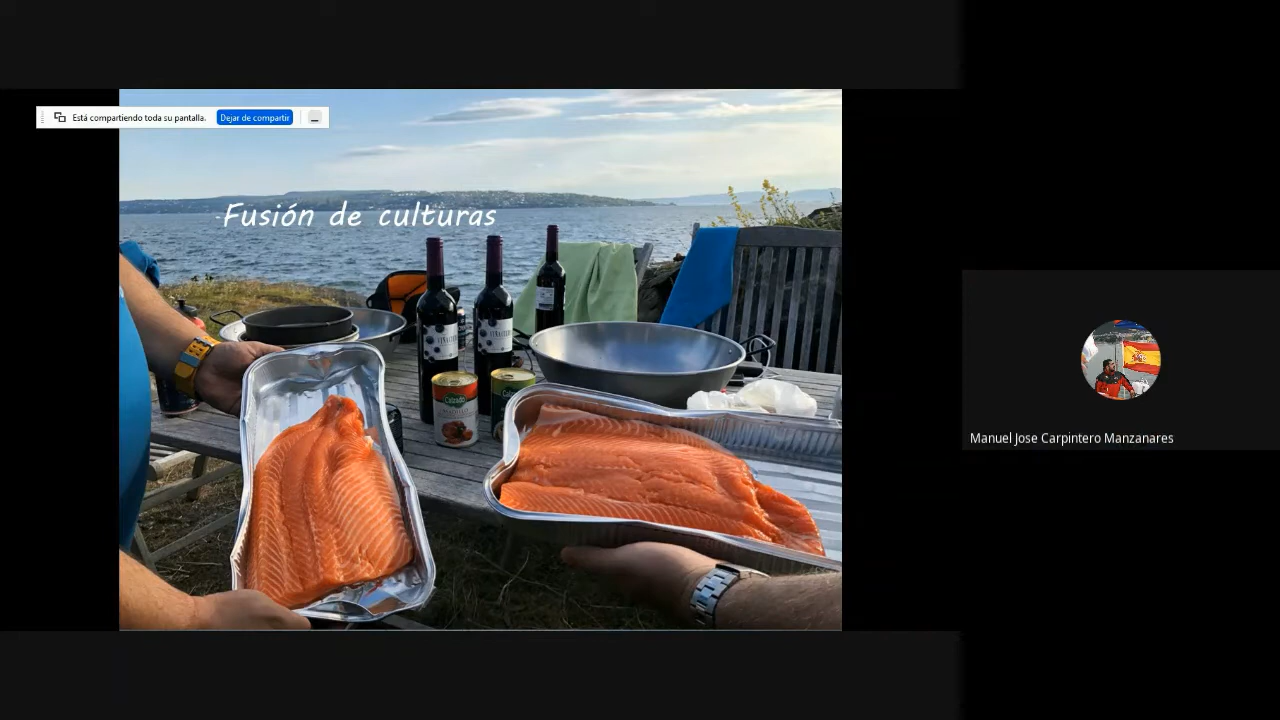 Está compartiendo toda su pantalla.
Dejar de compartir
Fusión de culturas
Manuel Jose Carpintero Manzanares